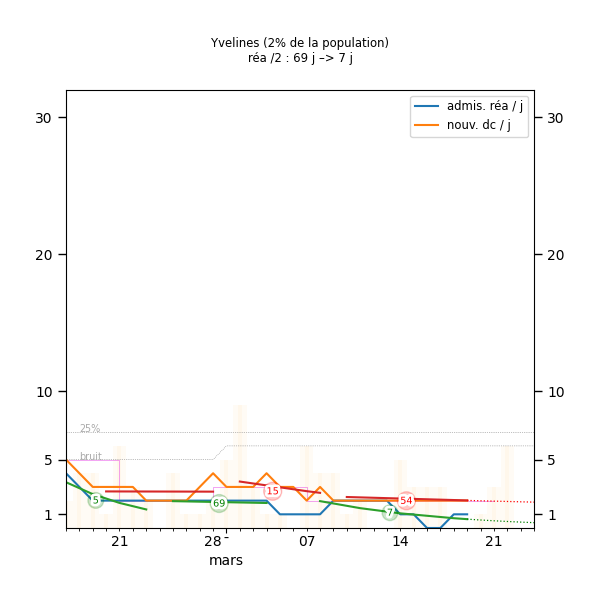 Yvelines (2% de la population)
réa /2 : 69 j –> 7 j
admis. réa / j
nouv. dc / j
30 30
20 20
10 10
25%
bruit
5 5
15
5 69 54
7
1 1
21 28 07 14 21
mars